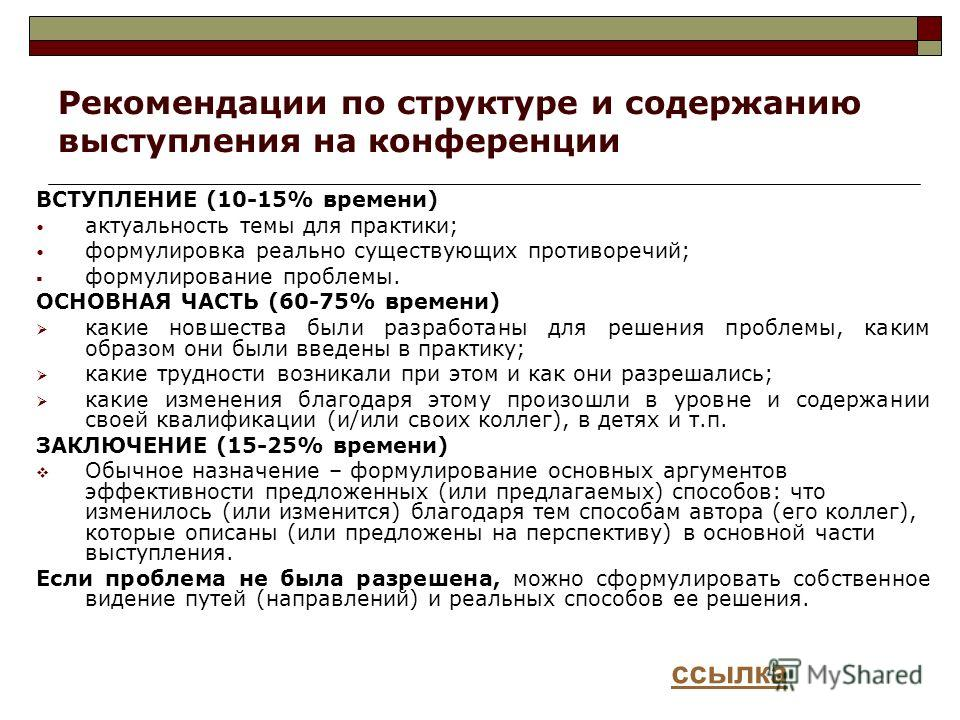 Рекомендации по структуре и содержанию
выступления на конференции
ВСТУПЛЕНИЕ (10-15% времени)
• актуальность темы для практики;
• формулировка реально существующих противоречий;
▪ формулирование проблемы.
ОСНОВНАЯ ЧАСТЬ (60-75% времени)
➢ какие новшества были разработаны для решения проблемы, каким
образом они были введены в практику;
➢ какие трудности возникали при этом и как они разрешались;
➢ какие изменения благодаря этому произошли в уровне и содержании
своей квалификации (и/или своих коллег), в детях и т.п.
ЗАКЛЮЧЕНИЕ (15-25% времени)
❖ Обычное назначение – формулирование основных аргументов
эффективности предложенных (или предлагаемых) способов: что
изменилось (или изменится) благодаря тем способам автора (его коллег),
которые описаны (или предложены на перспективу) в основной части
выступления.
Если проблема не была разрешена, можно сформулировать собственное
видение путей (направлений) и реальных способов ее решения.
ссылка
MyShared